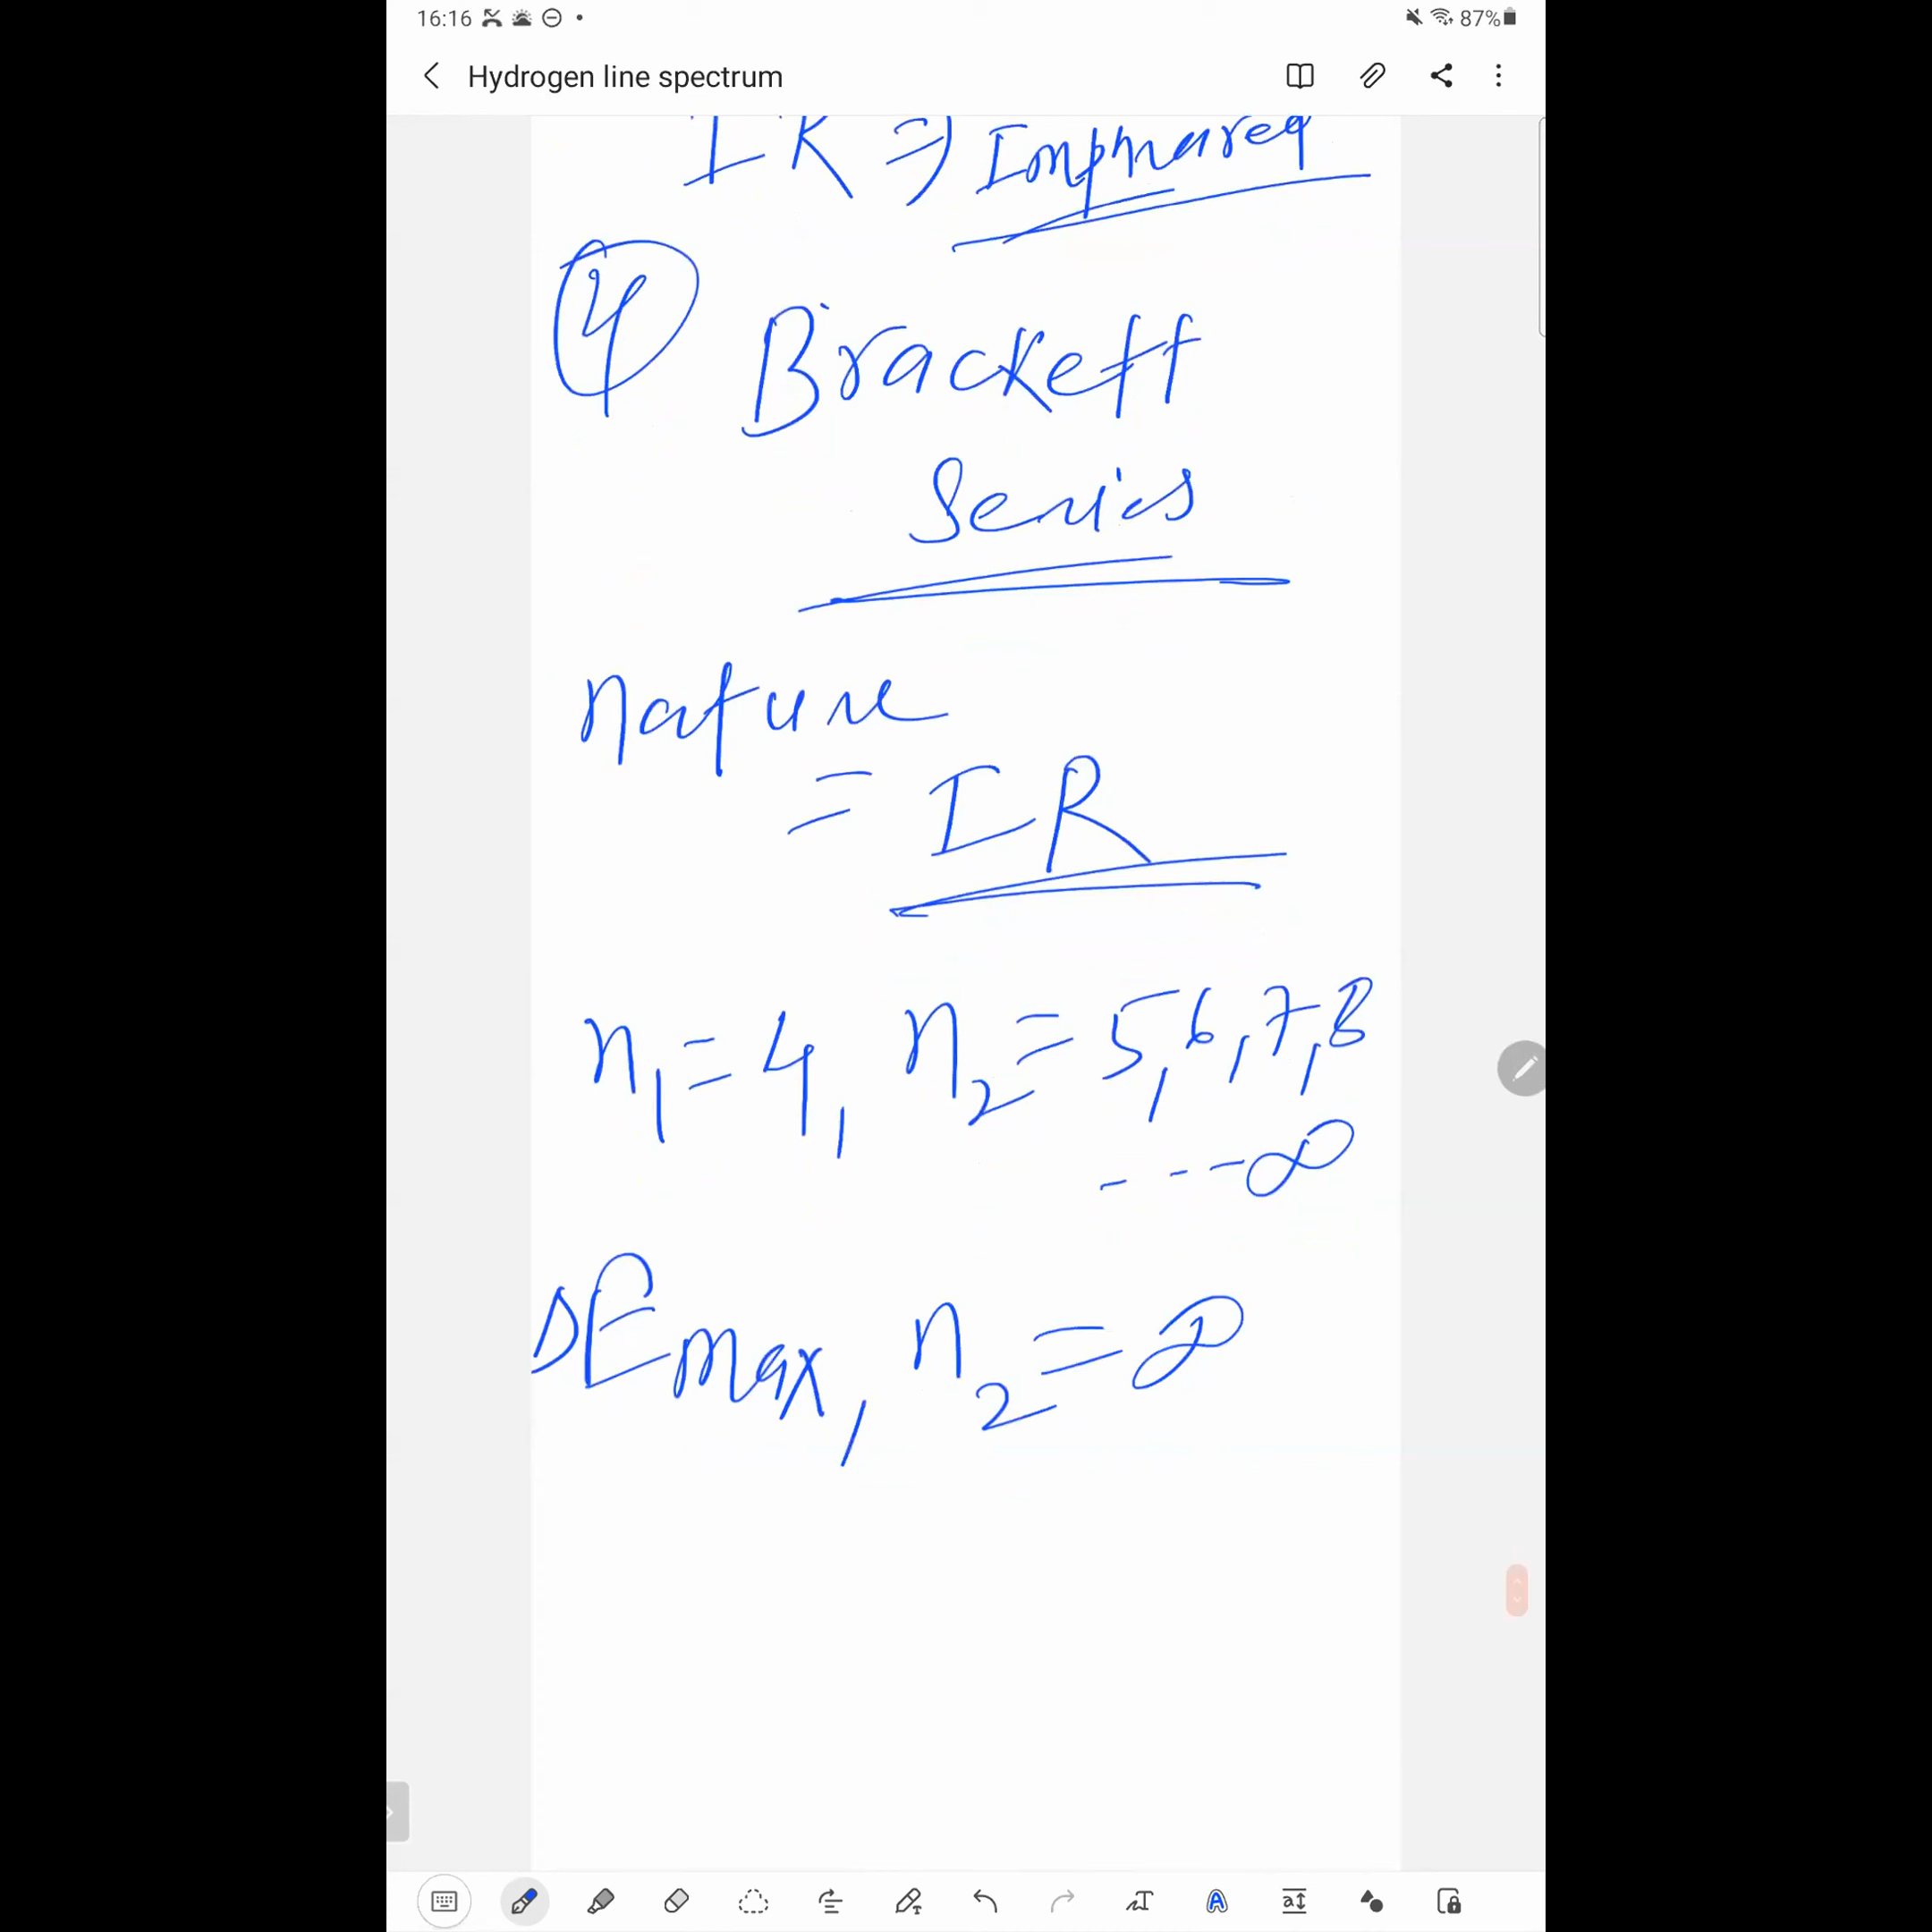 16:16 87%
Hydrogen line spectrum
IR ⇒ Imphared
4 Brackett
Series
Nature
= IR
n₁ = 4, n₂ = 5, 6, 7, 8
- - - ∞
ΔEmax, n₂ = ∞